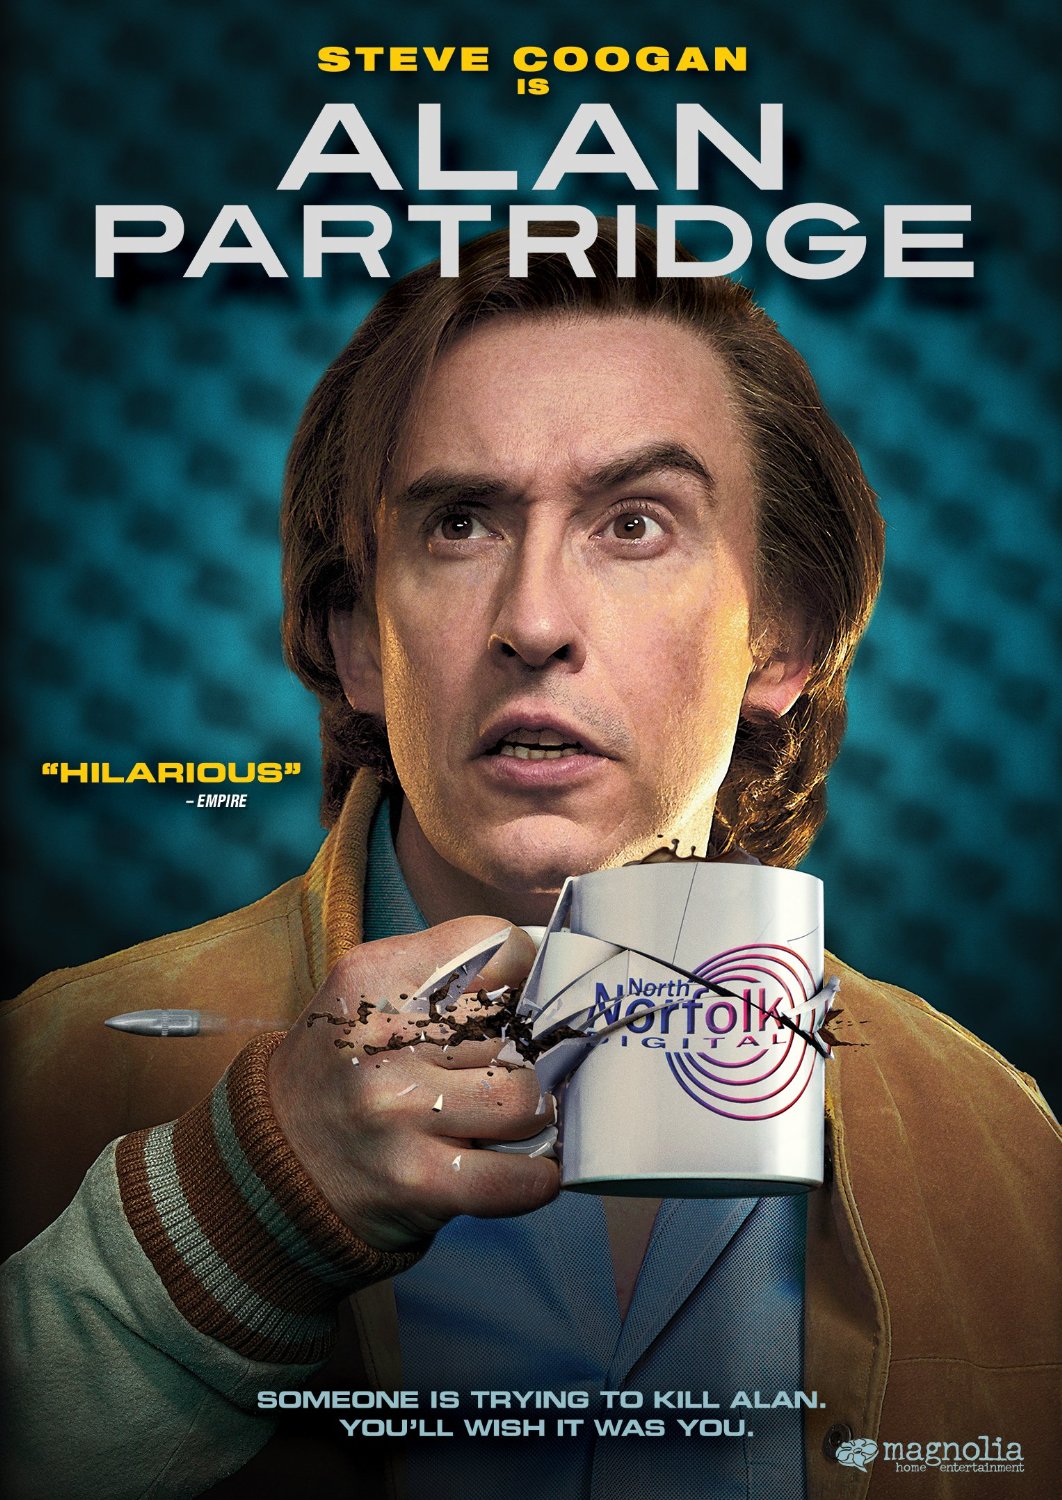 STEVE COOGAN
IS
ALAN
PARTRIDGE
“HILARIOUS”
– EMPIRE
North
Norfolk
DIGITAL
SOMEONE IS TRYING TO KILL ALAN.
YOU’LL WISH IT WAS YOU.
magnolia
home entertainment